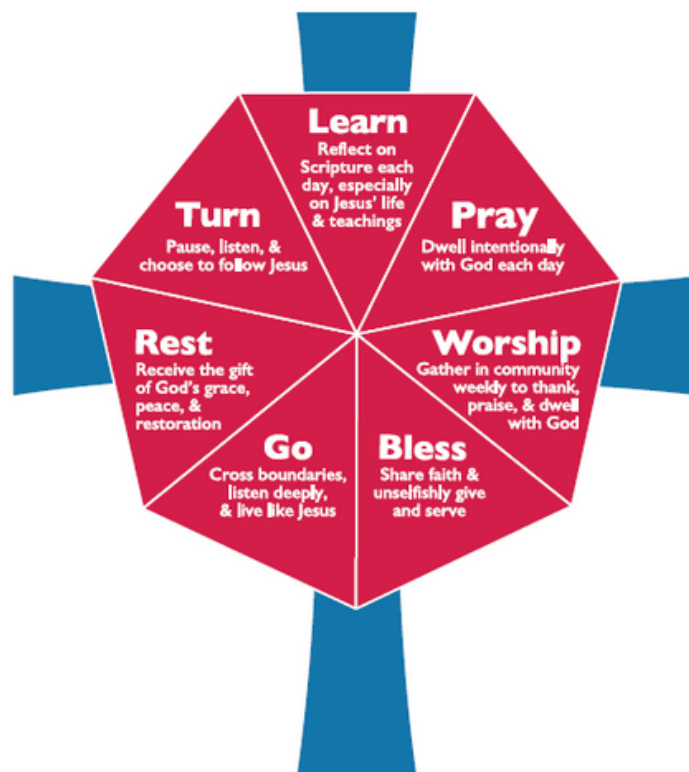 Learn
Reflect on
Scripture each
day, especially
on Jesus' life
& teachings
Turn
Pause, listen, &
choose to follow Jesus
Pray
Dwell intentionally
with God each day
Rest
Receive the gift
of God's grace,
peace, &
restoration
Worship
Gather in community
weekly to thank,
praise, & dwell
with God
Go
Cross boundaries,
listen deeply,
& live like Jesus
Bless
Share faith &
unselfishly give
and serve